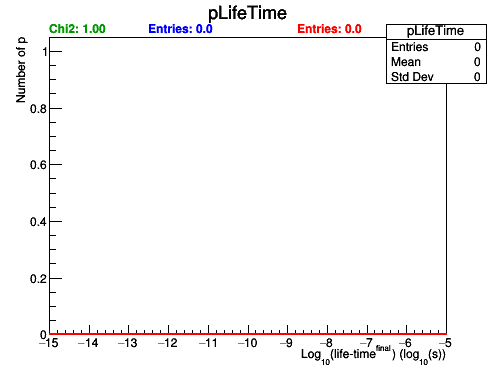 pLifeTime
Chi2: 1.00 Entries: 0.0 Entries: 0.0
pLifeTime
Entries 0
Mean 0
Std Dev 0
Number of p
1
0.8
0.6
0.4
0.2
0
−15 −14 −13 −12 −11 −10 −9 −8 −7 −6 −5
Log10(life-time^final) (log10(s))